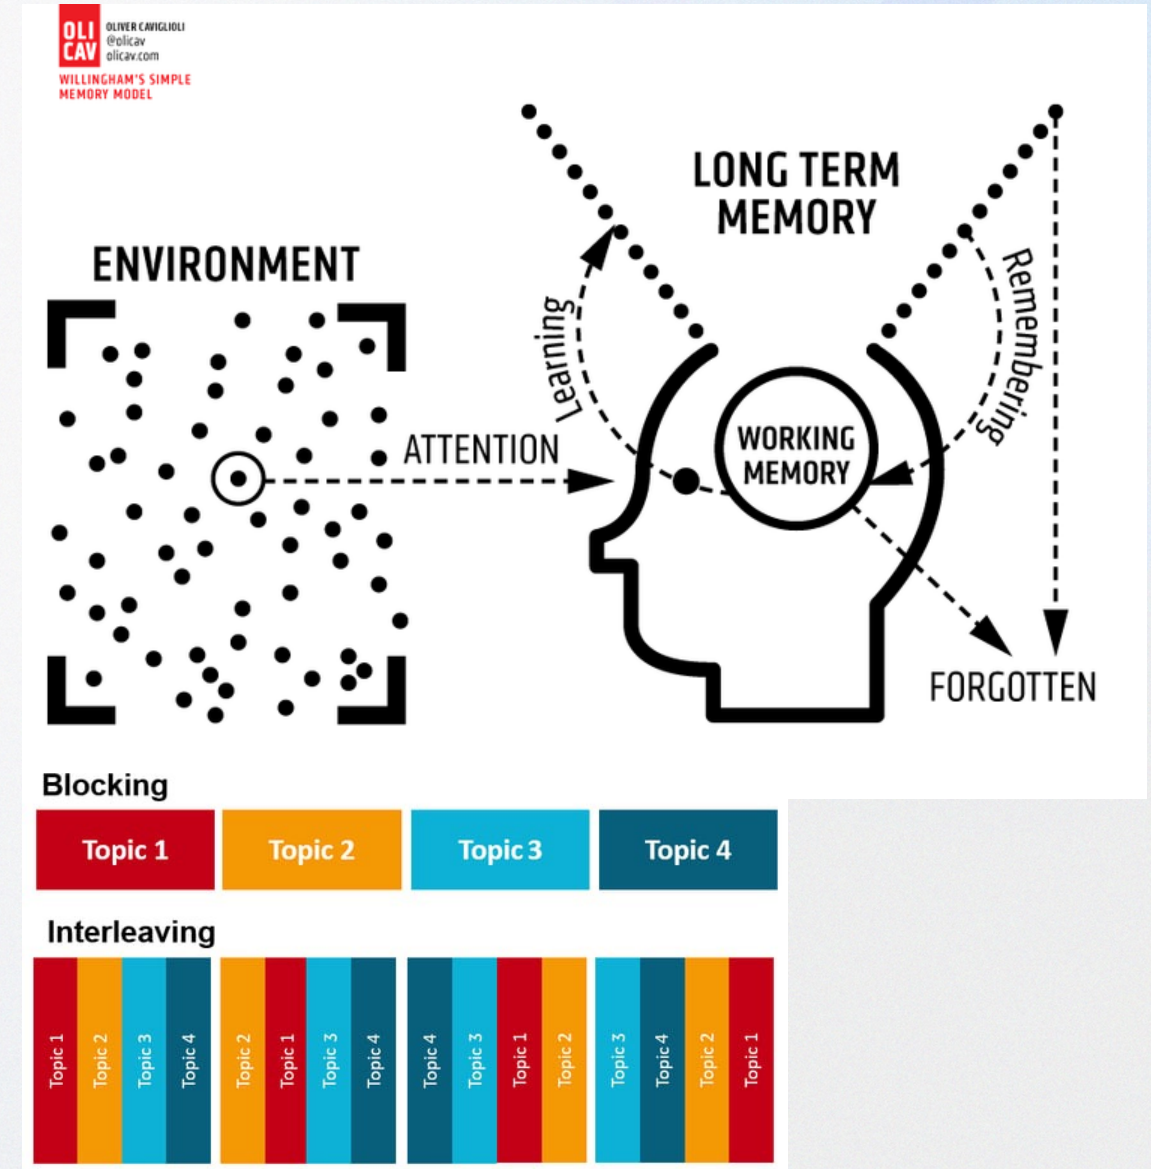 OLI
CAV
OLIVER CAVIGLIOLI
@olicav
olicav.com
WILLINGHAM'S SIMPLE
MEMORY MODEL
LONG TERM
MEMORY
ENVIRONMENT
Learning
Remembering
ATTENTION
WORKING
MEMORY
FORGOTTEN
Blocking
Topic 1
Topic 2
Topic 3
Topic 4
Interleaving
Topic 1
Topic 2
Topic 3
Topic 4
Topic 2
Topic 1
Topic 3
Topic 4
Topic 4
Topic 3
Topic 1
Topic 2
Topic 3
Topic 4
Topic 2
Topic 1